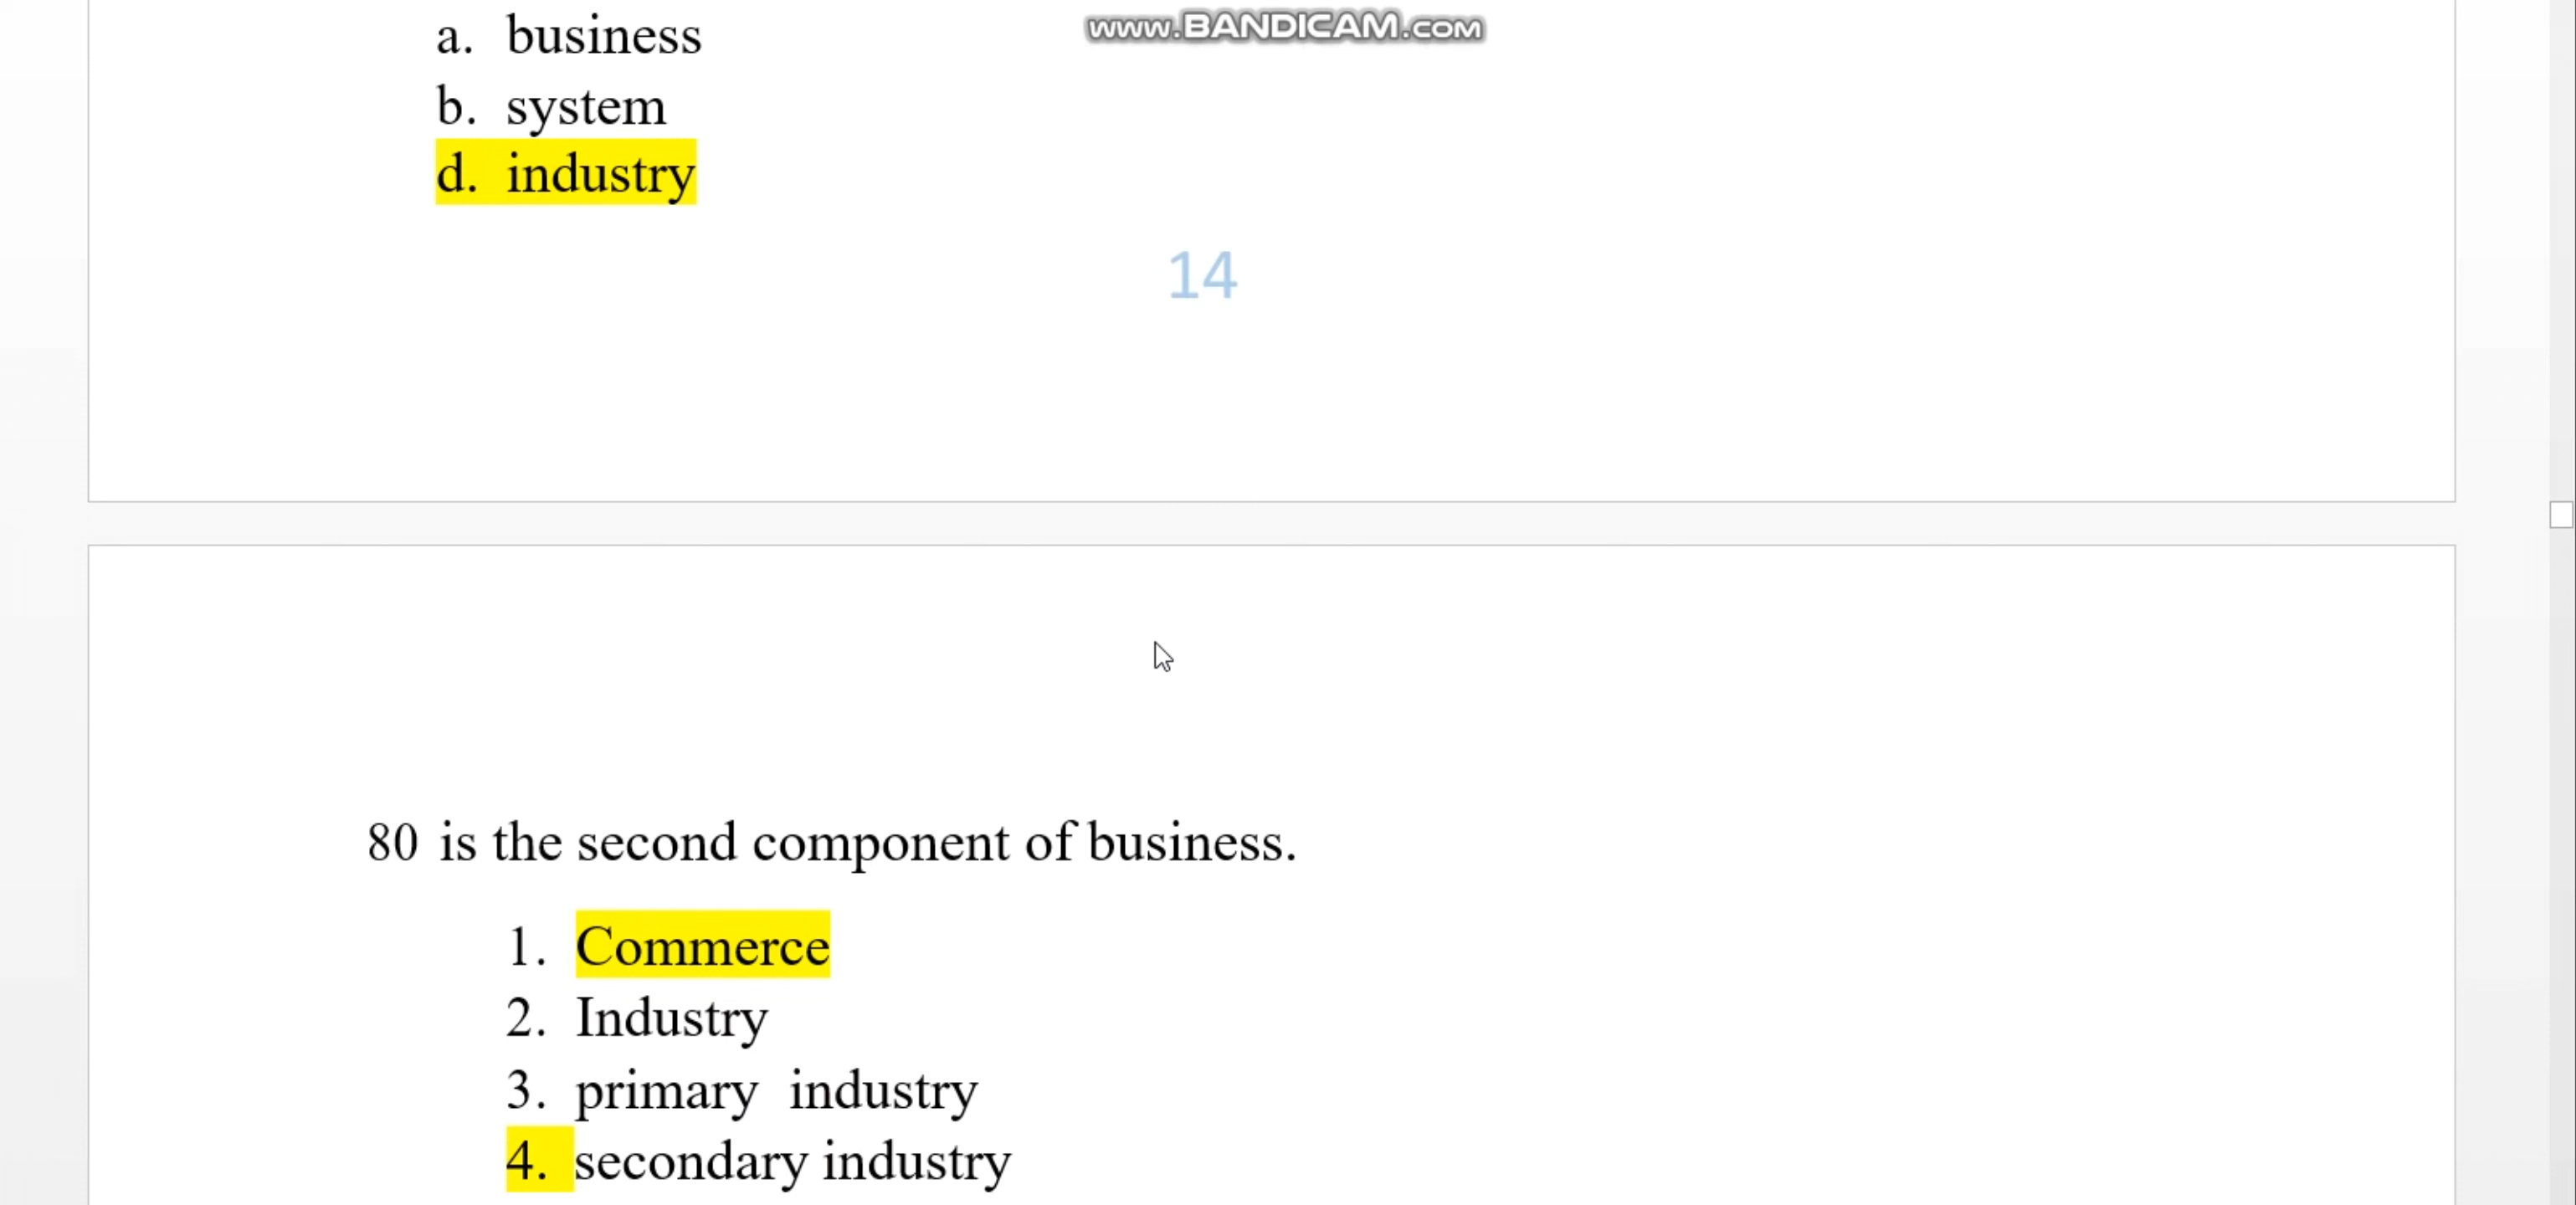 www.BANDICAM.com
a. business
b. system
d. industry
14
80 is the second component of business.
1. Commerce
2. Industry
3. primary industry
4. secondary industry